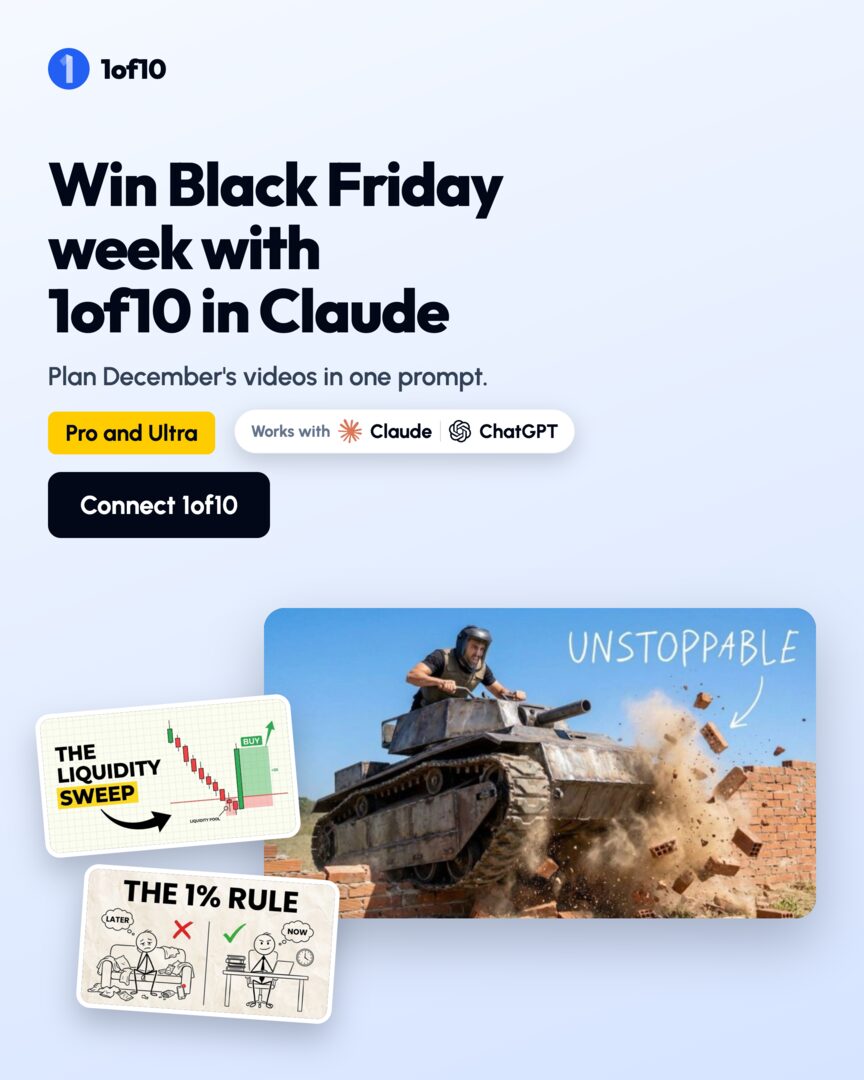 1of10
Win Black Friday
week with
1of10 in Claude
Plan December's videos in one prompt.
Pro and Ultra
Works with Claude ChatGPT
Connect 1of10
UNSTOPPABLE
THE
LIQUIDITY
SWEEP
BUY
LIQUIDITY POOL
THE 1% RULE
LATER
NOW